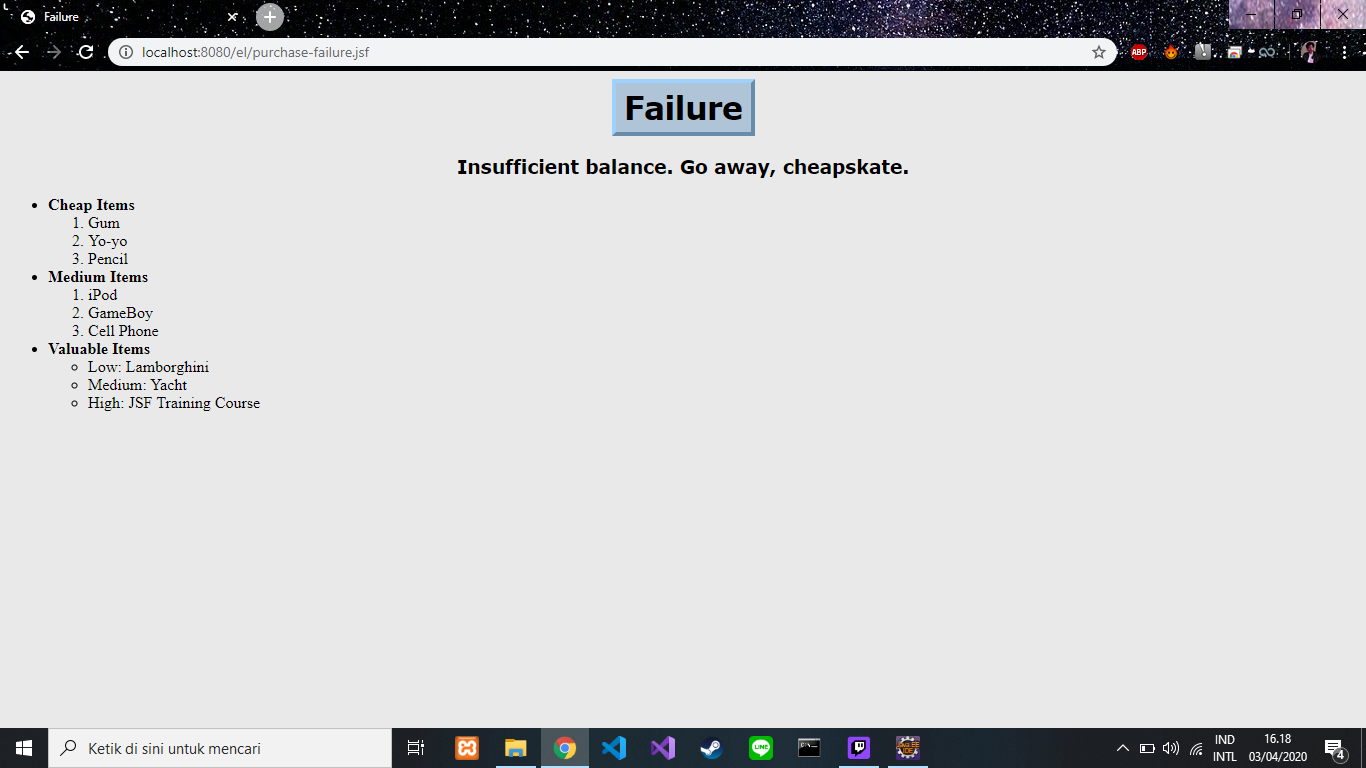 Failure
localhost:8080/el/purchase-failure.jsf
ABP
Failure
Insufficient balance. Go away, cheapskate.
• Cheap Items
1. Gum
2. Yo-yo
3. Pencil
• Medium Items
1. iPod
2. GameBoy
3. Cell Phone
• Valuable Items
○ Low: Lamborghini
○ Medium: Yacht
○ High: JSF Training Course
Ketik di sini untuk mencari
LINE
IND
INTL
16.18
03/04/2020
4